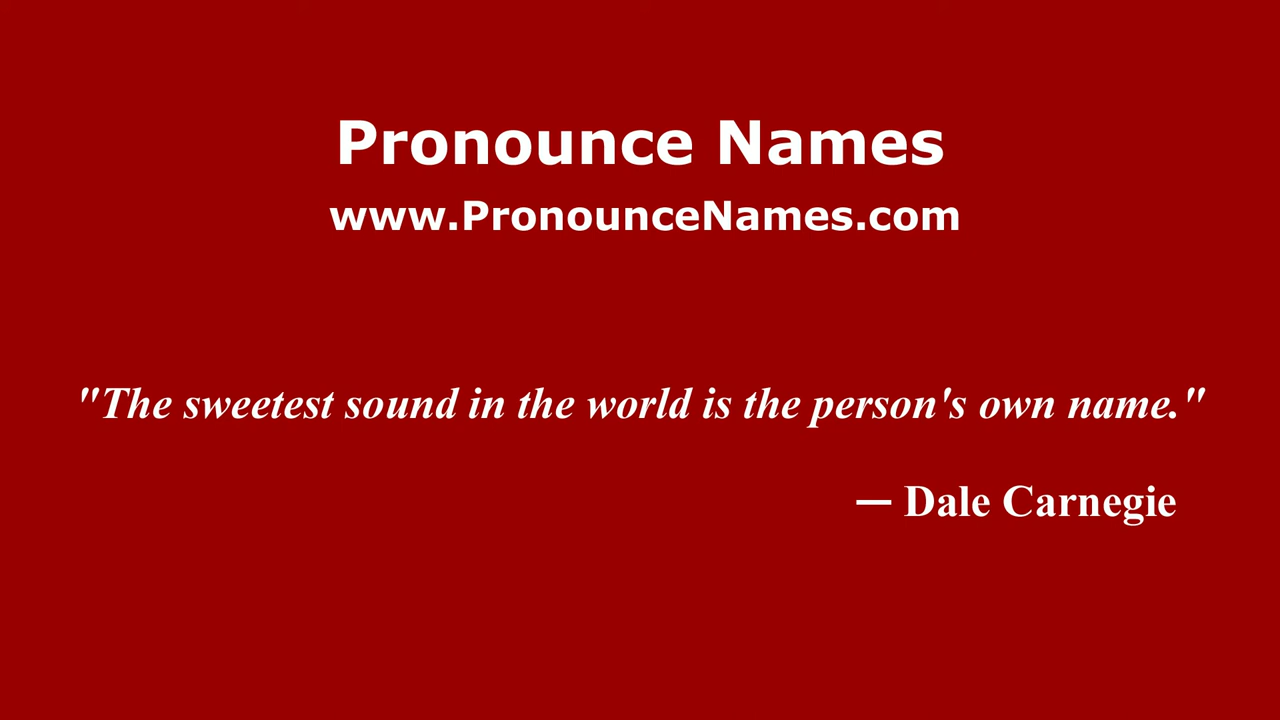 Pronounce Names
www.PronounceNames.com
"The sweetest sound in the world is the person's own name."
— Dale Carnegie